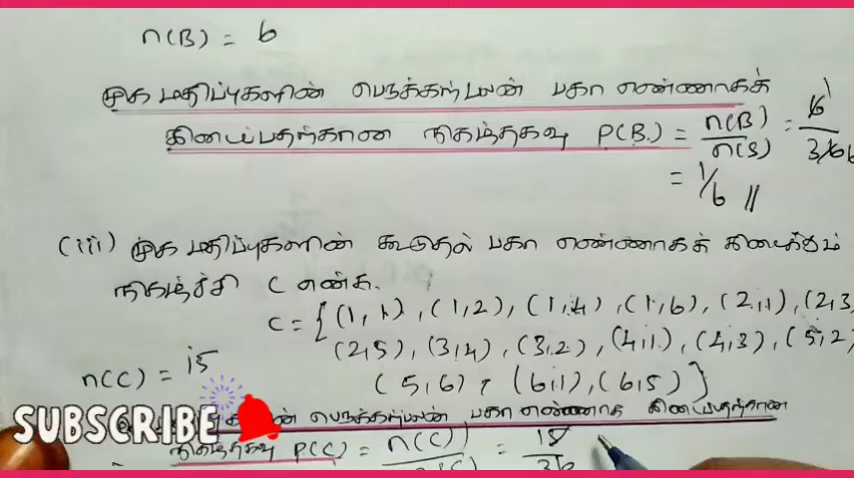 n(B) = 6
முக மதிப்புகளின் பெருக்கற்பலன் பகா எண்ணாகக்
கிடைப்பதற்கான நிகழ்தகவு P(B) = n(B)/n(S) = 6/36
= 1/6 //
(iii) முக மதிப்புகளின் கூடுதல் பகா எண்ணாகக் கிடைக்கும்
நிகழ்ச்சி C என்க.
C = {(1,1), (1,2), (1,4), (1,6), (2,1), (2,3
(2,5), (3,4), (3,2), (4,1), (4,3), (5,2
n(C) = 15
(5,6), (6,1), (6,5)}
SUBSCRIBE
பெருக்கற்பலன் பகா எண்ணாக கிடைப்பதற்கான
நிகழ்தகவு P(C) = n(C) = 15/36